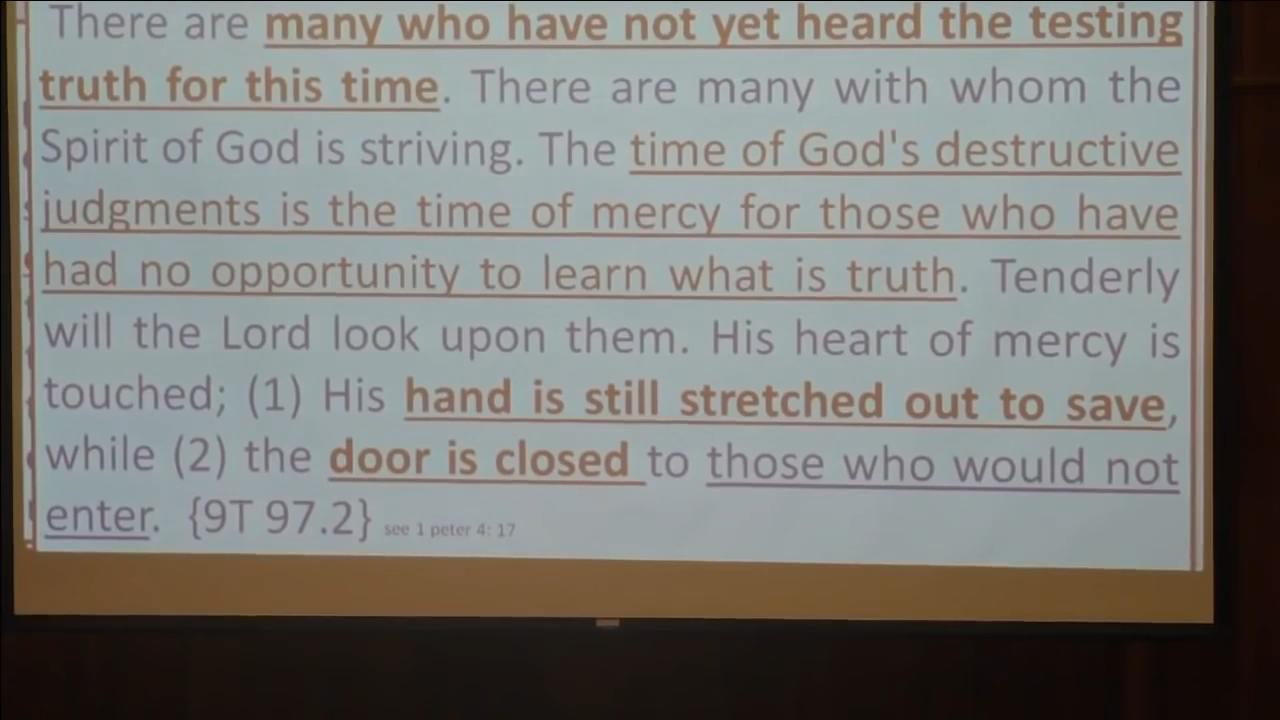 There are many who have not yet heard the testing
truth for this time. There are many with whom the
Spirit of God is striving. The time of God's destructive
judgments is the time of mercy for those who have
had no opportunity to learn what is truth. Tenderly
will the Lord look upon them. His heart of mercy is
touched; (1) His hand is still stretched out to save,
while (2) the door is closed to those who would not
enter. {9T 97.2} see 1 peter 4: 17